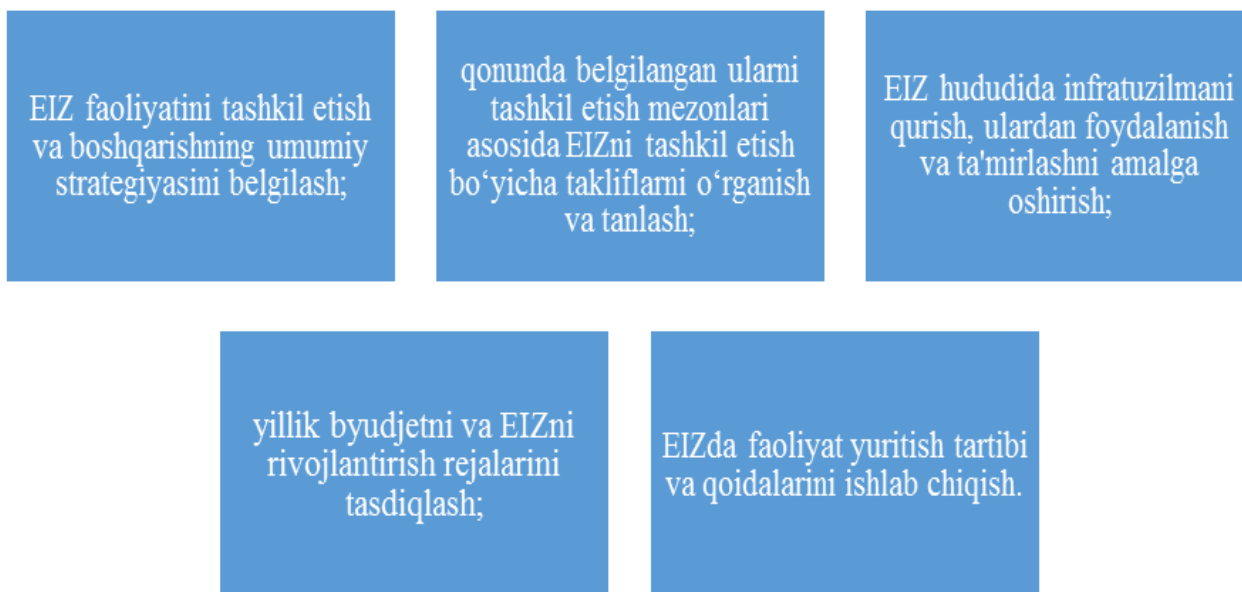 EIZ faoliyatini tashkil etish
va boshqarishning umumiy
strategiyasini belgilash;
qonunda belgilangan ularni
tashkil etish mezonlari
asosida EIZni tashkil etish
bo‘yicha takliflarni o‘rganish
va tanlash;
EIZ hududida infratuzilmani
qurish, ulardan foydalanish
va ta'mirlashni amalga
oshirish;
yillik byudjetni va EIZni
rivojlantirish rejalarini
tasdiqlash;
EIZda faoliyat yuritish tartibi
va qoidalarini ishlab chiqish.